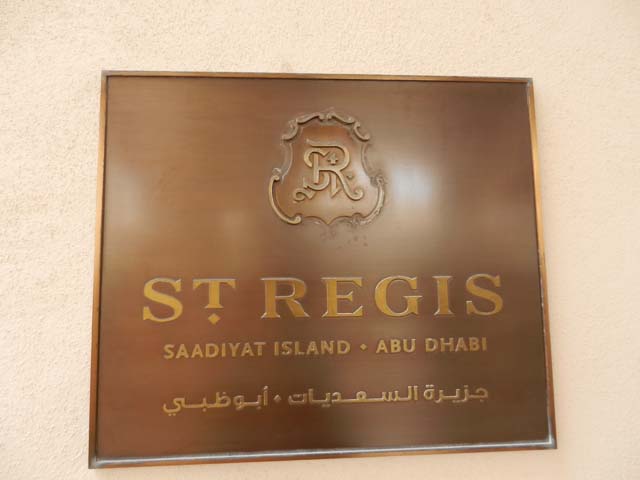 SR
ST REGIS
SAADIYAT ISLAND • ABU DHABI
جزيرة السعديات • أبوظبي